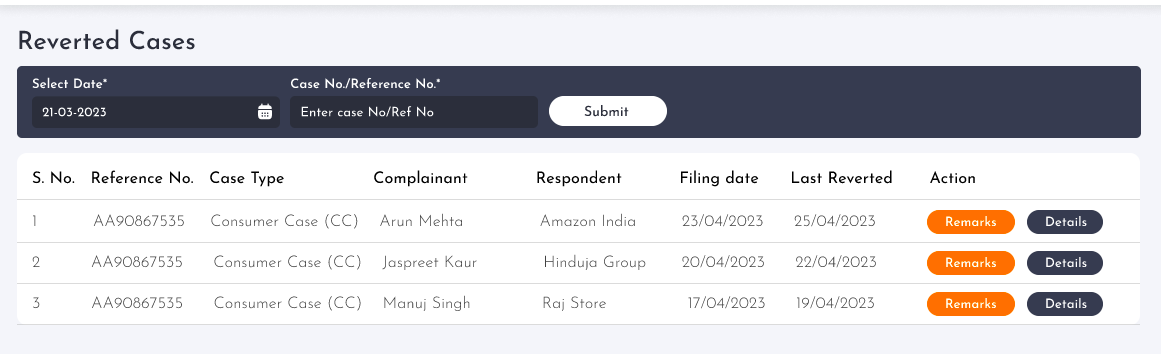 Reverted Cases
Select Date* Case No./Reference No.*
21-03-2023 Enter case No/Ref No Submit
S. No. Reference No. Case Type Complainant Respondent Filing date Last Reverted Action
1 AA90867535 Consumer Case (CC) Arun Mehta Amazon India 23/04/2023 25/04/2023 Remarks Details
2 AA90867535 Consumer Case (CC) Jaspreet Kaur Hinduja Group 20/04/2023 22/04/2023 Remarks Details
3 AA90867535 Consumer Case (CC) Manuj Singh Raj Store 17/04/2023 19/04/2023 Remarks Details